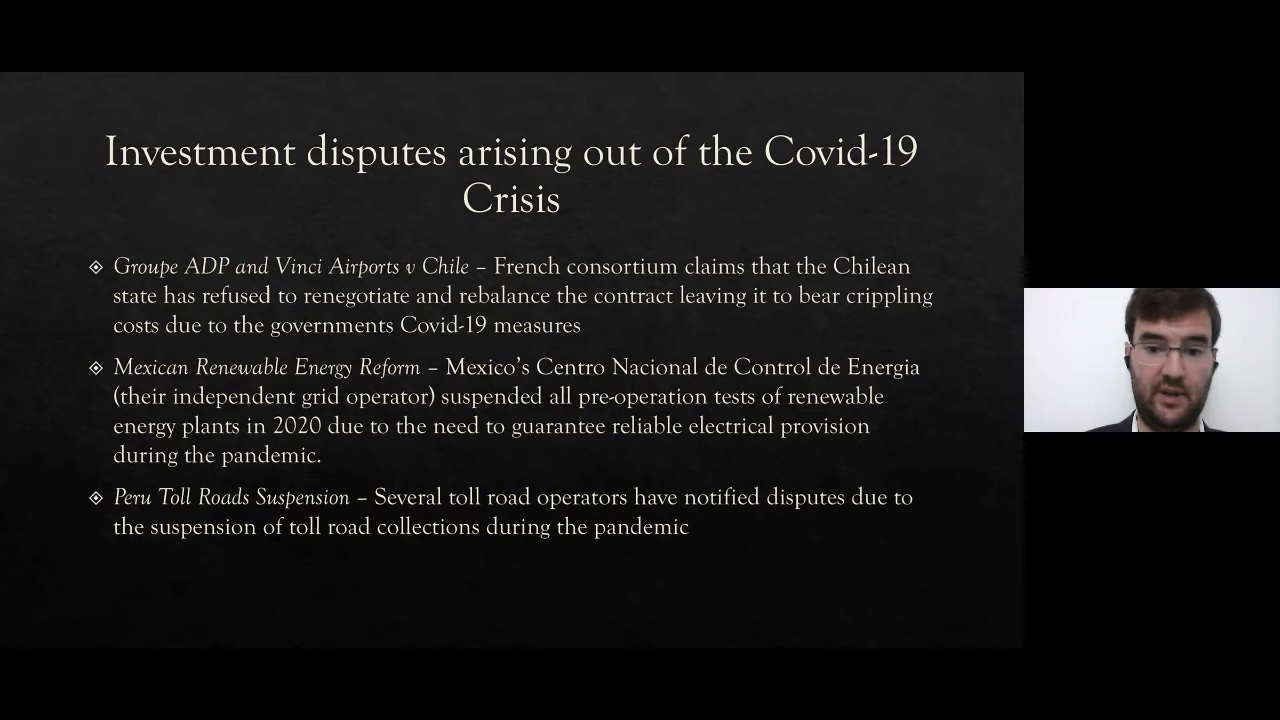 Investment disputes arising out of the Covid-19
Crisis
Groupe ADP and Vinci Airports v Chile – French consortium claims that the Chilean
state has refused to renegotiate and rebalance the contract leaving it to bear crippling
costs due to the governments Covid-19 measures
Mexican Renewable Energy Reform – Mexico's Centro Nacional de Control de Energia
(their independent grid operator) suspended all pre-operation tests of renewable
energy plants in 2020 due to the need to guarantee reliable electrical provision
during the pandemic.
Peru Toll Roads Suspension – Several toll road operators have notified disputes due to
the suspension of toll road collections during the pandemic